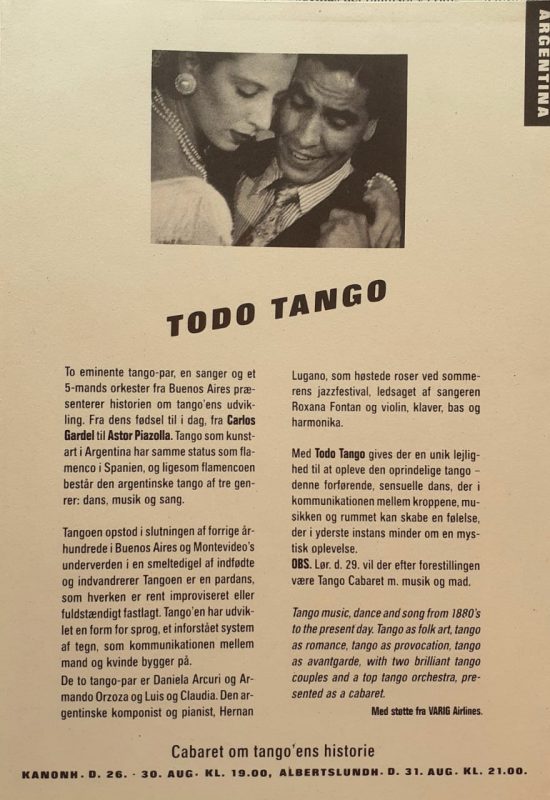 ARGENTINA
TODO TANGO
To eminente tango-par, en sanger og et
5-mands orkester fra Buenos Aires præ-
senterer historien om tango'ens udvik-
ling. Fra dens fødsel til i dag, fra Carlos
Gardel til Astor Piazolla. Tango som kunst-
art i Argentina har samme status som fla-
menco i Spanien, og ligesom flamencoen
består den argentinske tango af tre gen-
rer: dans, musik og sang.
Tangoen opstod i slutningen af forrige år-
hundrede i Buenos Aires og Montevideo's
underverden i en smeltedigel af indfødte
og indvandrerer Tangoen er en pardans,
som hverken er rent improviseret eller
fuldstændigt fastlagt. Tango'en har udvik-
let en form for sprog, et inforstået system
af tegn, som kommunikationen mellem
mand og kvinde bygger på.
De to tango-par er Daniela Arcuri og Ar-
mando Orzoza og Luis og Claudia. Den ar-
gentinske komponist og pianist, Hernan
Lugano, som høstede roser ved somme-
rens jazzfestival, ledsaget af sangeren
Roxana Fontan og violin, klaver, bas og
harmonika.
Med Todo Tango gives der en unik lejlig-
hed til at opleve den oprindelige tango –
denne forførende, sensuelle dans, der i
kommunikationen mellem kroppene, mu-
sikken og rummet kan skabe en følelse,
der i yderste instans minder om en mys-
tisk oplevelse.
OBS. Lør. d. 29. vil der efter forestillingen
være Tango Cabaret m. musik og mad.
Tango music, dance and song from 1880's
to the present day. Tango as folk art, tango
as romance, tango as provocation, tango
as avantgarde, with two brilliant tango
couples and a top tango orchestra, pre-
sented as a cabaret.
Med støtte fra VARIG Airlines.
Cabaret om tango'ens historie
KANONH. D. 26. - 30. AUG. KL. 19.00, ALBERTSLUNDH. D. 31. AUG. KL. 21.00.